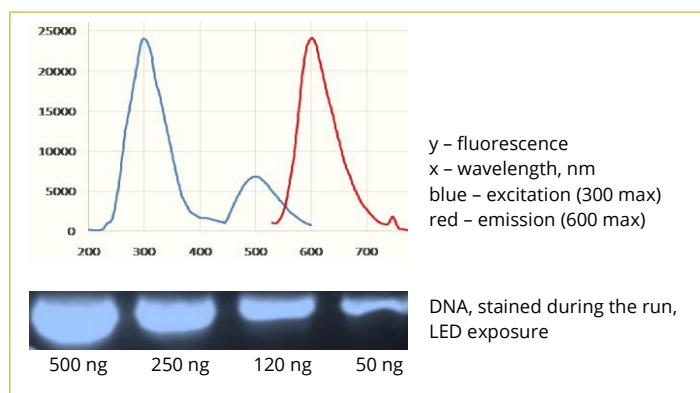 25000
20000
15000
10000
5000
0
200 300 400 500 600 700
y – fluorescence
x – wavelength, nm
blue – excitation (300 max)
red – emission (600 max)
DNA, stained during the run,
LED exposure
500 ng 250 ng 120 ng 50 ng